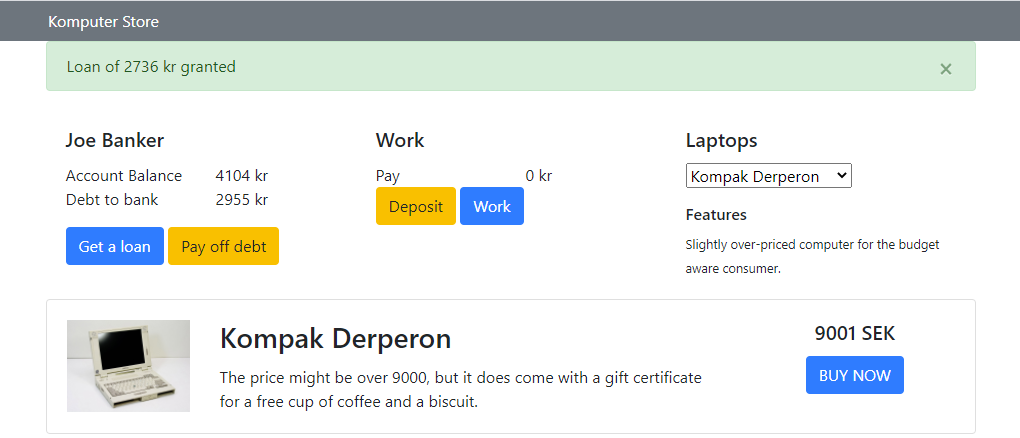 Komputer Store
Loan of 2736 kr granted
×
Joe Banker
Account Balance 4104 kr
Debt to bank 2955 kr
Get a loan Pay off debt
Work
Pay 0 kr
Deposit Work
Laptops
Kompak Derperon
Features
Slightly over-priced computer for the budget
aware consumer.
Kompak Derperon
The price might be over 9000, but it does come with a gift certificate
for a free cup of coffee and a biscuit.
9001 SEK
BUY NOW